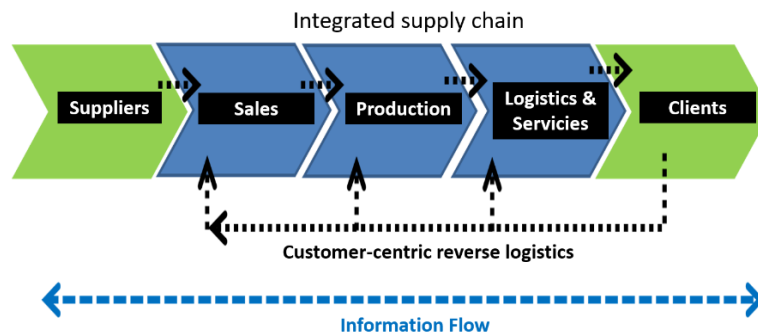 Integrated supply chain
Suppliers
Sales
Production
Logistics &
Servicies
Clients
Customer-centric reverse logistics
Information Flow